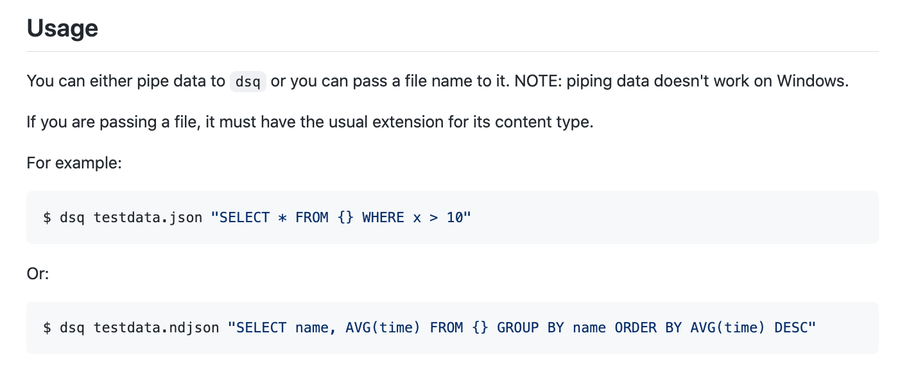 Usage
You can either pipe data to dsq or you can pass a file name to it. NOTE: piping data doesn't work on Windows.
If you are passing a file, it must have the usual extension for its content type.
For example:
$ dsq testdata.json "SELECT * FROM {} WHERE x > 10"
Or:
$ dsq testdata.ndjson "SELECT name, AVG(time) FROM {} GROUP BY name ORDER BY AVG(time) DESC"